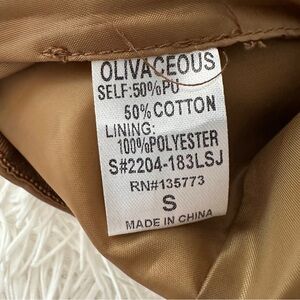 OLIVACEOUS
SELF:50%PU
50%COTTON
LINING:
100%POLYESTER
S#2204-183LSJ
RN#135773
S
MADE IN CHINA